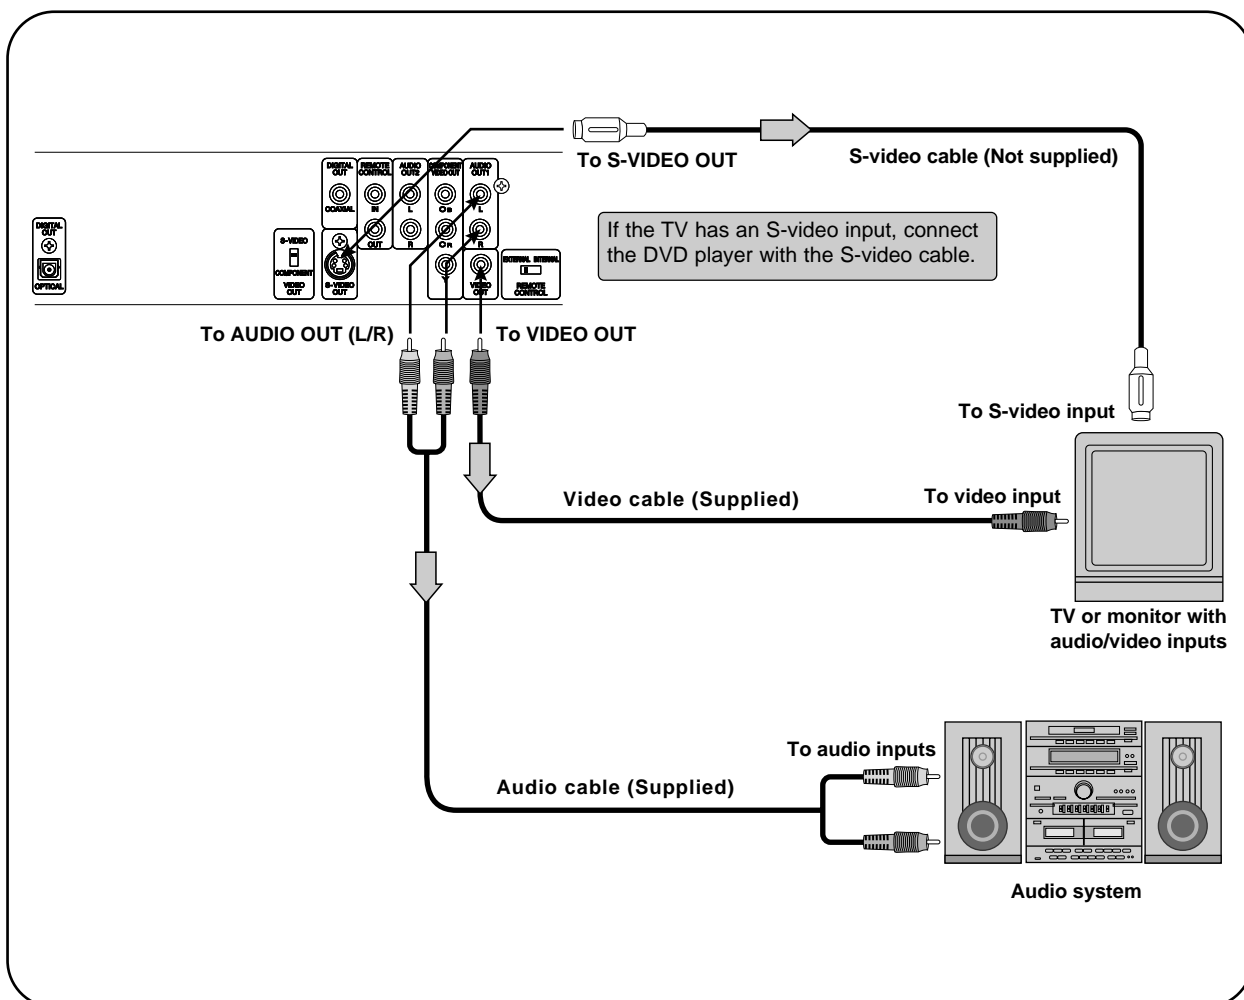 To S-VIDEO OUT
S-video cable (Not supplied)
DIGITAL
OUT
COAXIAL
REMOTE
CONTROL
IN
OUT
AUDIO
OUT2
L
R
COMPONENT
VIDEO OUT
CB
CR
Y
AUDIO
OUT1
L
R
VIDEO
OUT
DIGITAL
OUT
OPTICAL
S-VIDEO
COMPONENT
VIDEO
OUT
S-VIDEO
OUT
EXTERNAL INTERNAL
REMOTE
CONTROL
If the TV has an S-video input, connect
the DVD player with the S-video cable.
To AUDIO OUT (L/R)
To VIDEO OUT
To S-video input
Video cable (Supplied)
To video input
TV or monitor with
audio/video inputs
To audio inputs
Audio cable (Supplied)
Audio system